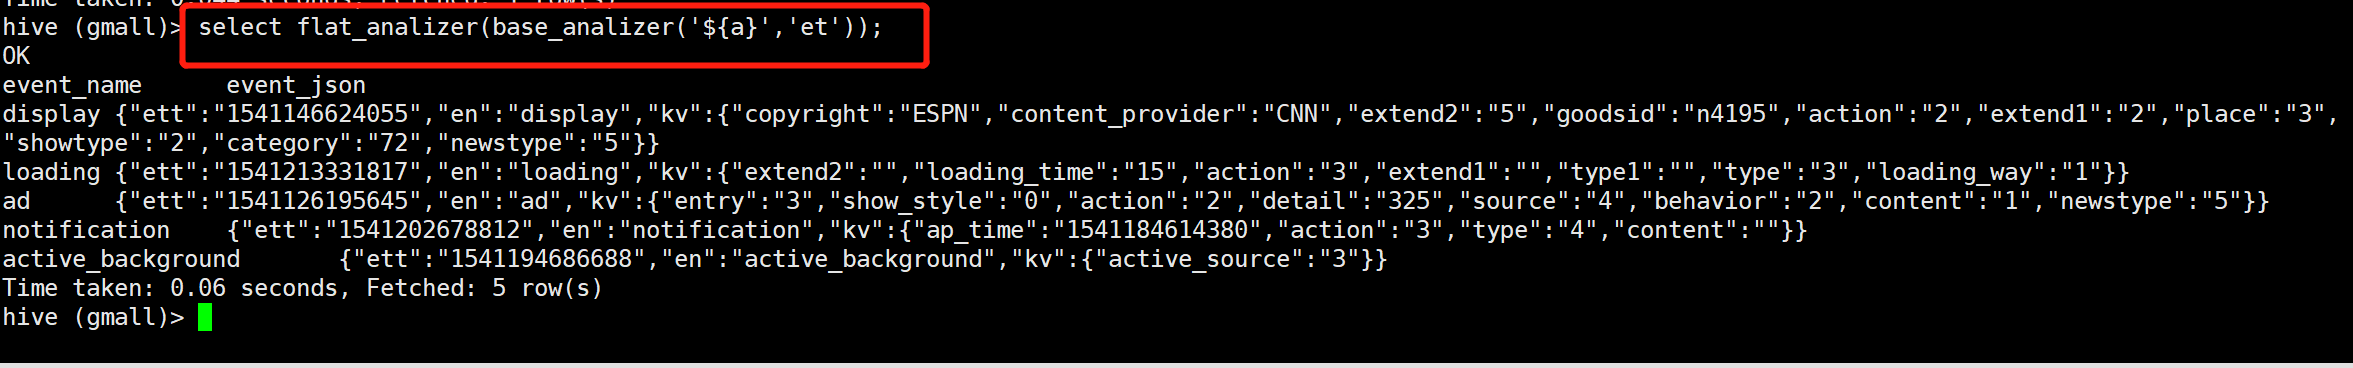 hive (gmall)> select flat_analizer(base_analizer('${a}','et'));
OK
event_name      event_json
display {"ett":"1541146624055","en":"display","kv":{"copyright":"ESPN","content_provider":"CNN","extend2":"5","goodsid":"n4195","action":"2","extend1":"2","place":"3",
"showtype":"2","category":"72","newstype":"5"}}
loading {"ett":"1541213331817","en":"loading","kv":{"extend2":"","loading_time":"15","action":"3","extend1":"","type1":"","type":"3","loading_way":"1"}}
ad      {"ett":"1541126195645","en":"ad","kv":{"entry":"3","show_style":"0","action":"2","detail":"325","source":"4","behavior":"2","content":"1","newstype":"5"}}
notification    {"ett":"1541202678812","en":"notification","kv":{"ap_time":"1541184614380","action":"3","type":"4","content":""}}
active_background       {"ett":"1541194686688","en":"active_background","kv":{"active_source":"3"}}
Time taken: 0.06 seconds, Fetched: 5 row(s)
hive (gmall)>